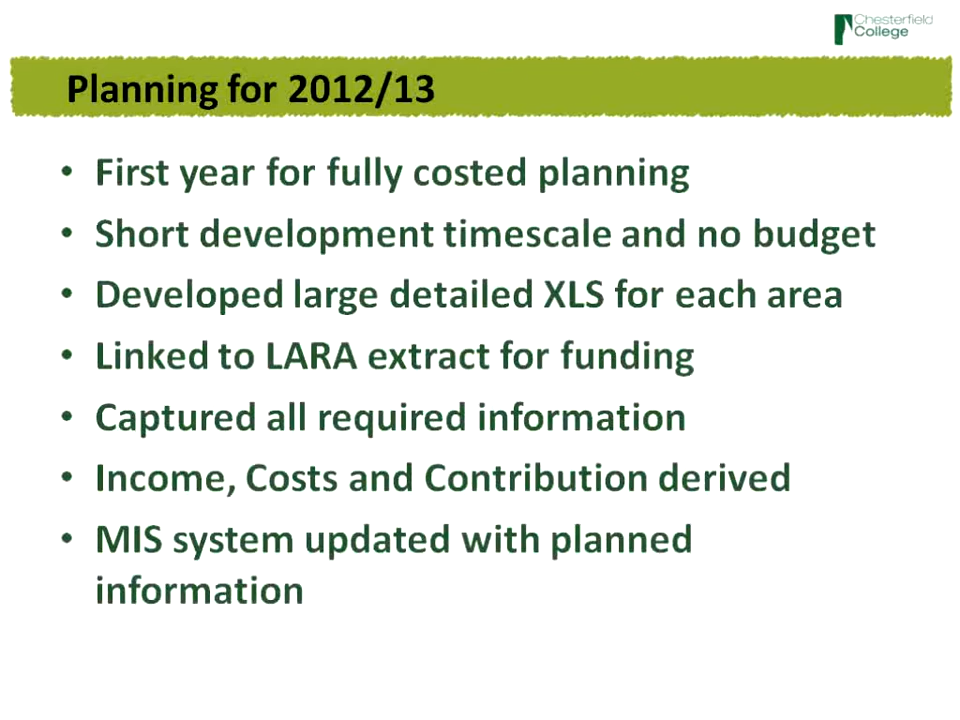 Chesterfield
College
Planning for 2012/13
• First year for fully costed planning
• Short development timescale and no budget
• Developed large detailed XLS for each area
• Linked to LARA extract for funding
• Captured all required information
• Income, Costs and Contribution derived
• MIS system updated with planned
information